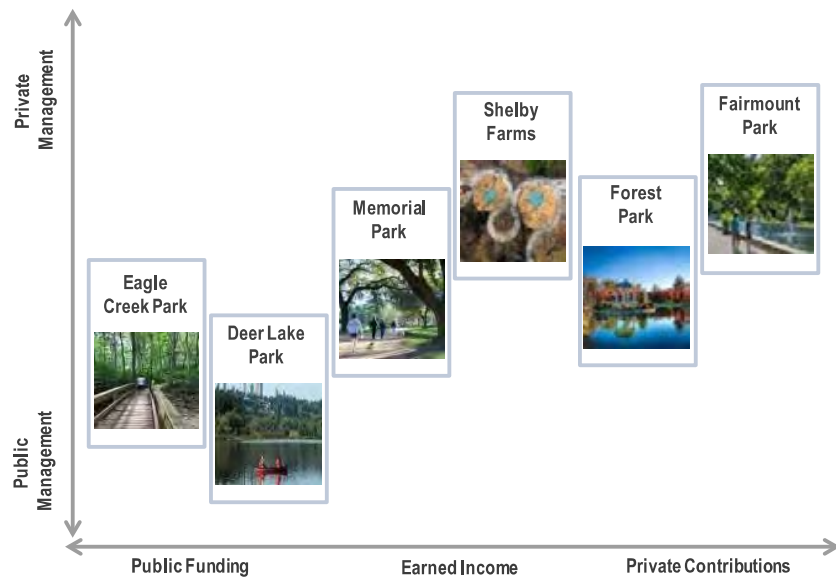 Private
Management
Public
Management
Eagle
Creek Park
Deer Lake
Park
Memorial
Park
Shelby
Farms
Forest
Park
Fairmount
Park
Public Funding
Earned Income
Private Contributions